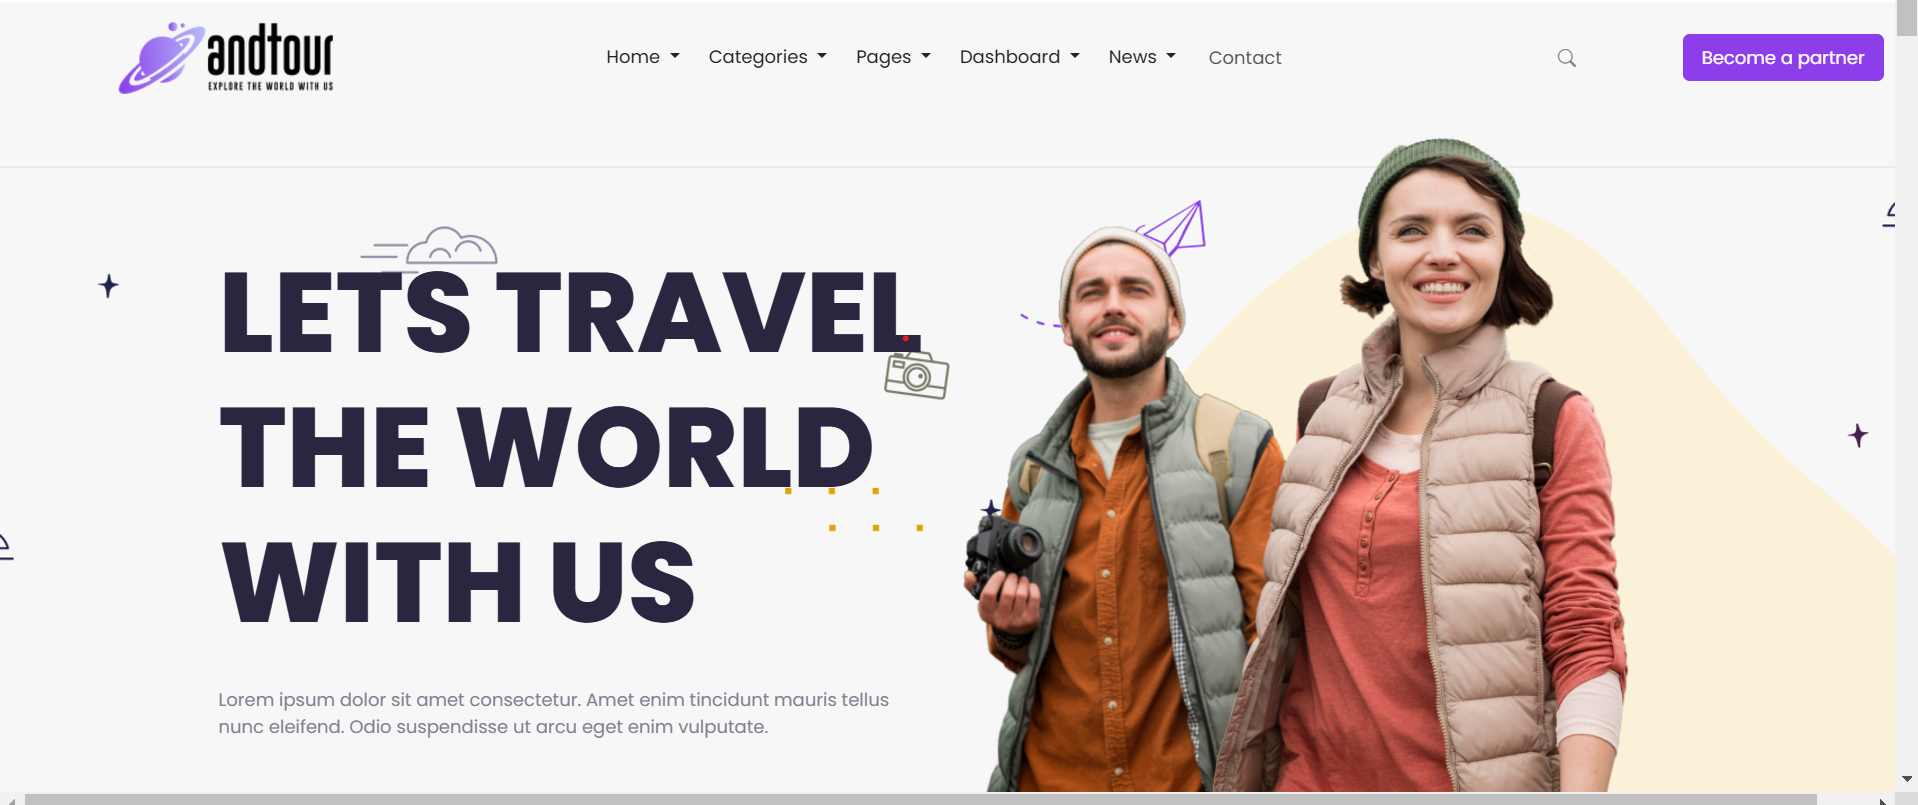 andtour
EXPLORE THE WORLD WITH US
Home Categories Pages Dashboard News Contact
Become a partner
LETS TRAVEL
THE WORLD
WITH US
Lorem ipsum dolor sit amet consectetur. Amet enim tincidunt mauris tellus
nunc eleifend. Odio suspendisse ut arcu eget enim vulputate.